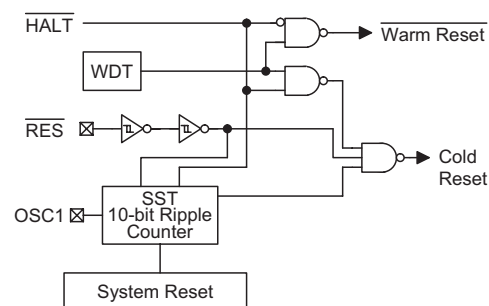 HALT
Warm Reset
WDT
RES
Cold
Reset
SST
10-bit Ripple
Counter
OSC1
System Reset